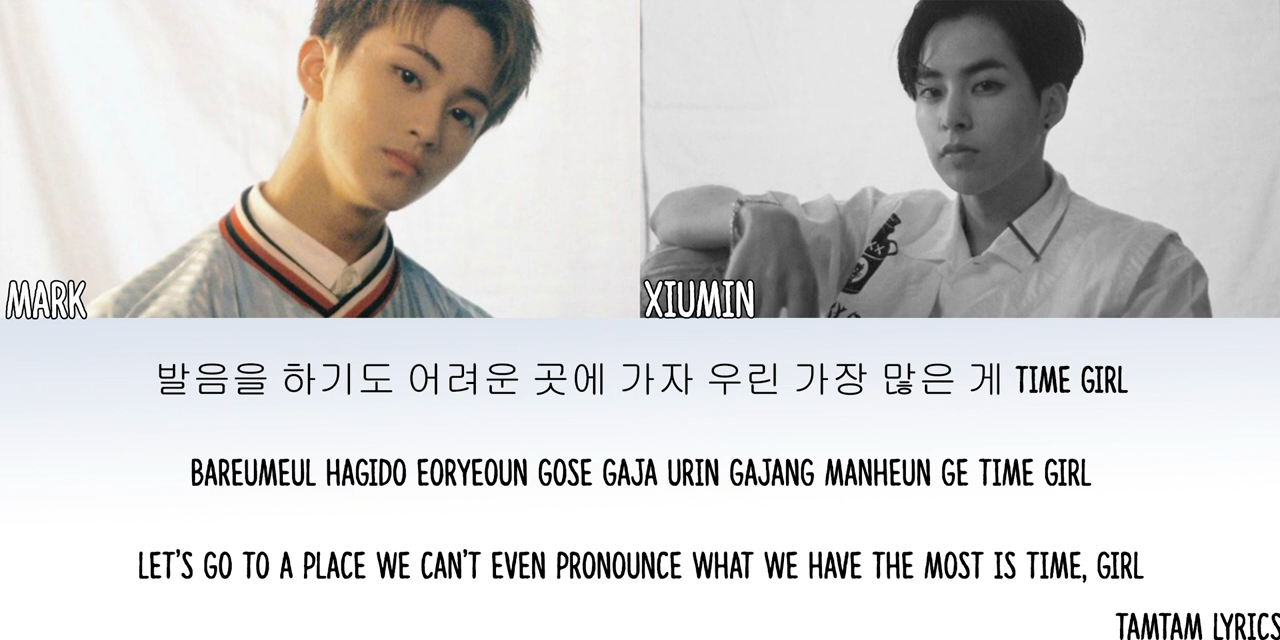 MARK
XIUMIN
발음을 하기도 어려운 곳에 가자 우린 가장 많은 게 TIME GIRL
BAREUMEUL HAGIDO EORYEOUN GOSE GAJA URIN GAJANG MANHEUN GE TIME GIRL
LET'S GO TO A PLACE WE CAN'T EVEN PRONOUNCE WHAT WE HAVE THE MOST IS TIME, GIRL
TAMTAM LYRICS